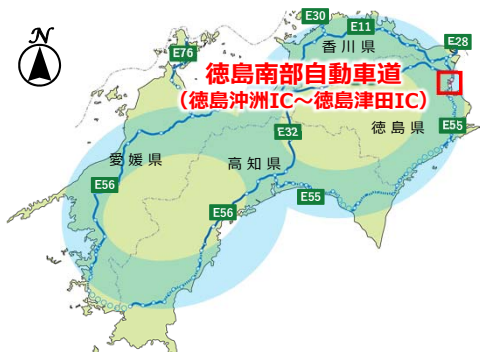 N
E30
E11
香川県
E28
E76
徳島南部自動車道
（徳島沖洲IC～徳島津田IC）
E32
徳島県
E55
愛媛県
高知県
E56
E55
E56